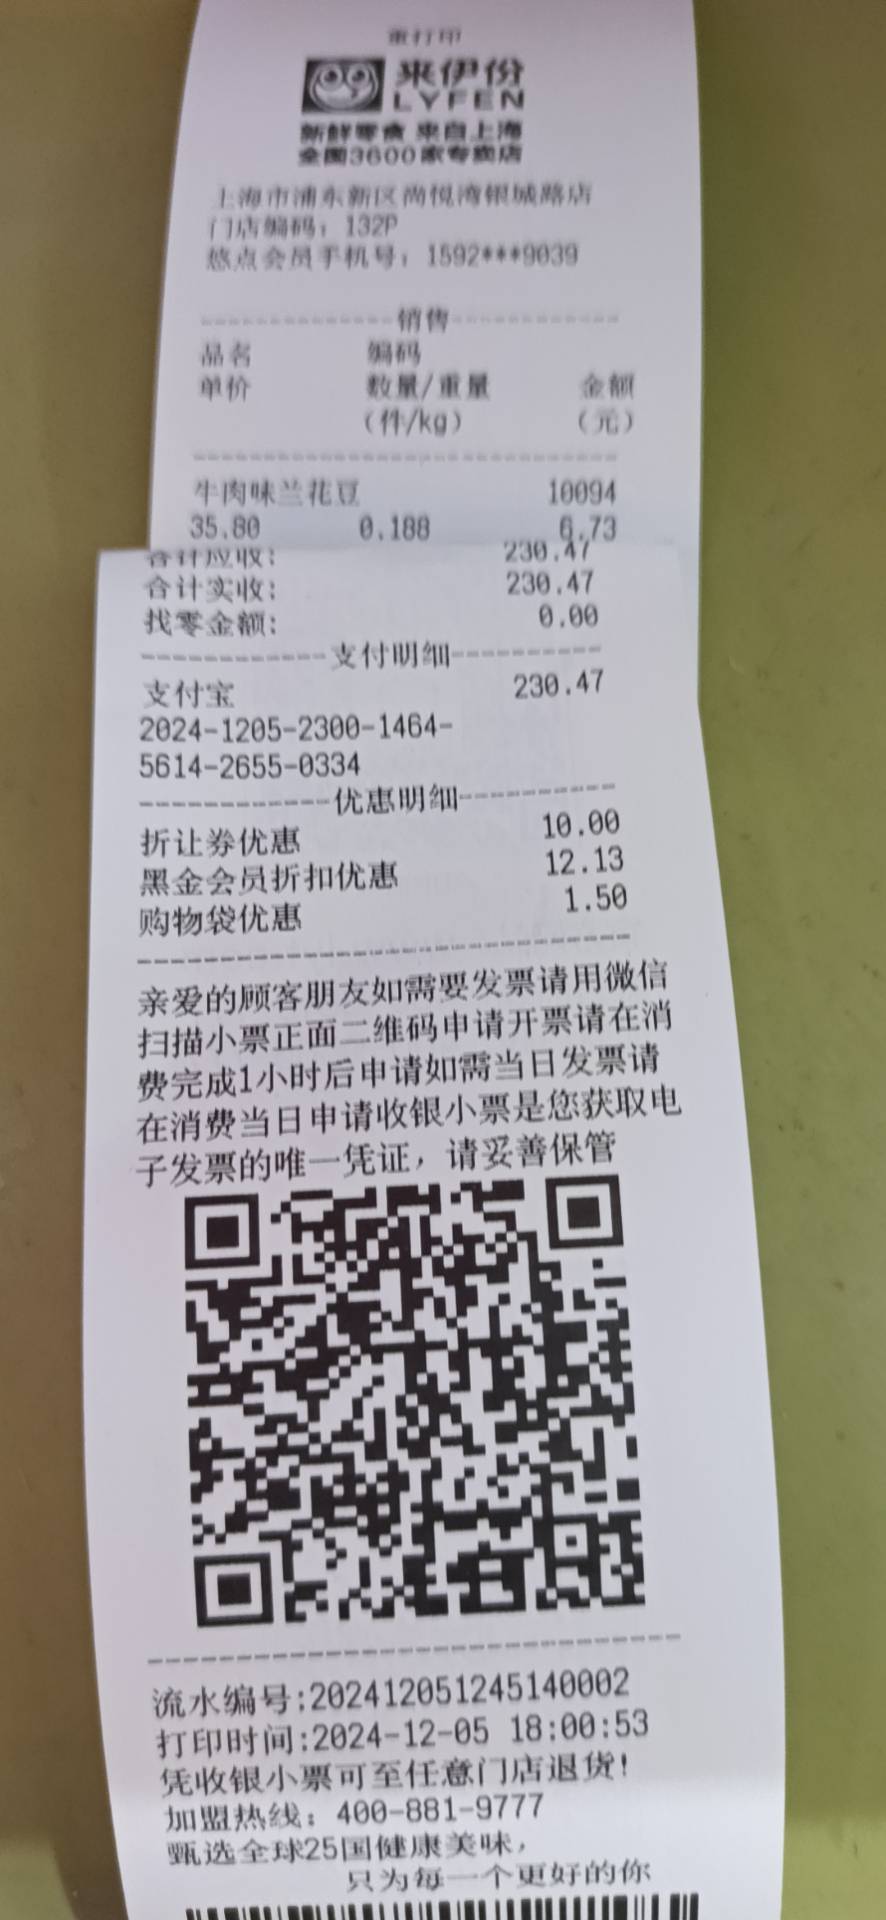 重打印
来伊份
LYFEN
新鲜零食 来自上海
全国3600家专卖店
上海市浦东新区尚悦湾银城路店
门店编码：132P
悠点会员手机号：1592***9039
销售
品名 编码
单价 数量/重量 金额
(件/kg) (元)
牛肉味兰花豆 10094
35.80 0.188 6.73
合计应收: 230.47
合计实收: 230.47
找零金额: 0.00
支付明细
支付宝 230.47
2024-1205-2300-1464-
5614-2655-0334
优惠明细
折让券优惠 10.00
黑金会员折扣优惠 12.13
购物袋优惠 1.50
亲爱的顾客朋友如需要发票请用微信
扫描小票正面二维码申请开票请在消
费完成1小时后申请如需当日发票请
在消费当日申请收银小票是您获取电
子发票的唯一凭证，请妥善保管
流水编号:202412051245140002
打印时间:2024-12-05 18:00:53
凭收银小票可至任意门店退货!
加盟热线：400-881-9777
甄选全球25国健康美味，
只为每一个更好的你